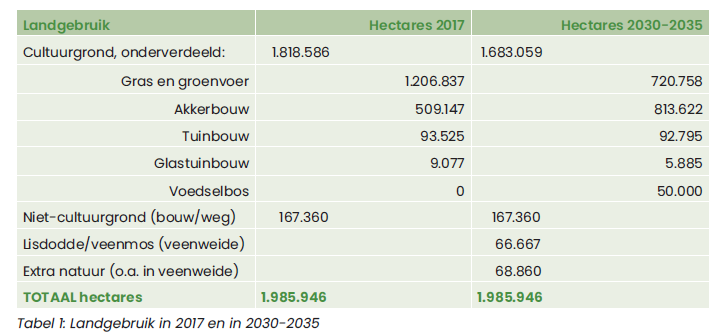 Landgebruik Hectares 2017 Hectares 2030-2035
Cultuurgrond, onderverdeeld: 1.818.586 1.683.059
Gras en groenvoer 1.206.837 720.758
Akkerbouw 509.147 813.622
Tuinbouw 93.525 92.795
Glastuinbouw 9.077 5.885
Voedselbos 0 50.000
Niet-cultuurgrond (bouw/weg) 167.360 167.360
Lisdodde/veenmos (veenweide) 66.667
Extra natuur (o.a. in veenweide) 68.860
TOTAAL hectares 1.985.946 1.985.946
Tabel 1: Landgebruik in 2017 en in 2030-2035